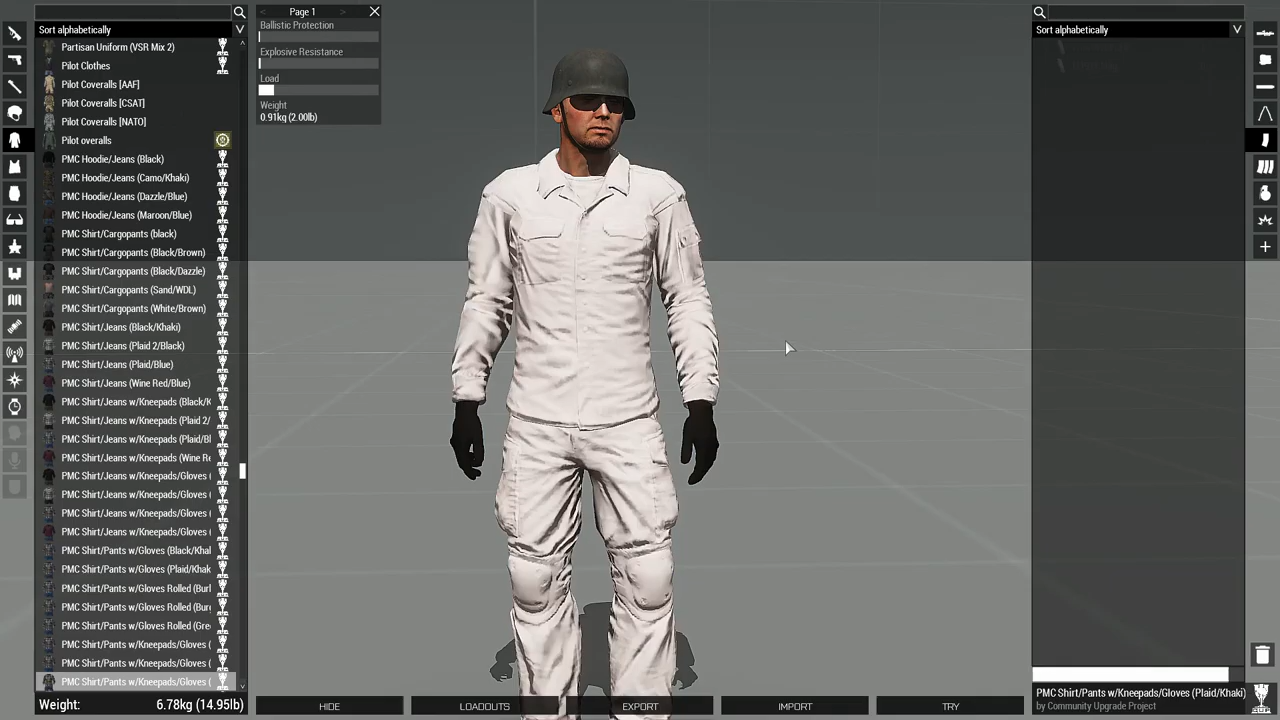 Sort alphabetically
Partisan Uniform (VSR Mix 2)
Pilot Clothes
Pilot Coveralls [AAF]
Pilot Coveralls [CSAT]
Pilot Coveralls [NATO]
Pilot overalls
PMC Hoodie/Jeans (Black)
PMC Hoodie/Jeans (Camo/Khaki)
PMC Hoodie/Jeans (Dazzle/Blue)
PMC Hoodie/Jeans (Maroon/Blue)
PMC Shirt/Cargopants (black)
PMC Shirt/Cargopants (Black/Brown)
PMC Shirt/Cargopants (Black/Dazzle)
PMC Shirt/Cargopants (Sand/WDL)
PMC Shirt/Cargopants (White/Brown)
PMC Shirt/Jeans (Black/Khaki)
PMC Shirt/Jeans (Plaid 2/Black)
PMC Shirt/Jeans (Plaid/Blue)
PMC Shirt/Jeans (Wine Red/Blue)
PMC Shirt/Jeans w/Kneepads (Black/K
PMC Shirt/Jeans w/Kneepads (Plaid 2/
PMC Shirt/Jeans w/Kneepads (Plaid/Bl
PMC Shirt/Jeans w/Kneepads (Wine Re
PMC Shirt/Jeans w/Kneepads/Gloves (
PMC Shirt/Jeans w/Kneepads/Gloves (
PMC Shirt/Jeans w/Kneepads/Gloves (
PMC Shirt/Jeans w/Kneepads/Gloves (
PMC Shirt/Pants w/Gloves (Black/Khal
PMC Shirt/Pants w/Gloves (Plaid/Khak
PMC Shirt/Pants w/Gloves Rolled (Burl
PMC Shirt/Pants w/Gloves Rolled (Bur
PMC Shirt/Pants w/Gloves Rolled (Gre
PMC Shirt/Pants w/Kneepads/Gloves (
PMC Shirt/Pants w/Kneepads/Gloves (
PMC Shirt/Pants w/Kneepads/Gloves (
Weight: 6.78kg (14.95lb)
< Page 1 >
Ballistic Protection
Explosive Resistance
Load
Weight
0.91kg (2.00lb)
HIDE
LOADOUTS
EXPORT
IMPORT
TRY
Sort alphabetically
PMC Shirt/Pants w/Kneepads/Gloves (Plaid/Khaki)
by Community Upgrade Project